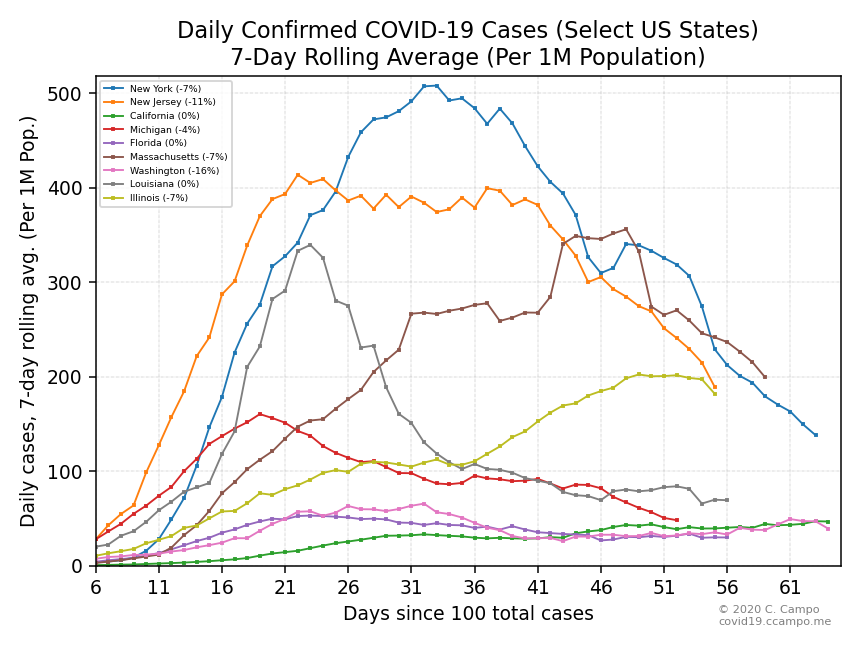 Daily Confirmed COVID-19 Cases (Select US States)
7-Day Rolling Average (Per 1M Population)
Daily cases, 7-day rolling avg. (Per 1M Pop.)
500
400
300
200
100
0
New York (-7%)
New Jersey (-11%)
California (0%)
Michigan (-4%)
Florida (0%)
Massachusetts (-7%)
Washington (-16%)
Louisiana (0%)
Illinois (-7%)
6 11 16 21 26 31 36 41 46 51 56 61
Days since 100 total cases
© 2020 C. Campo
covid19.ccampo.me